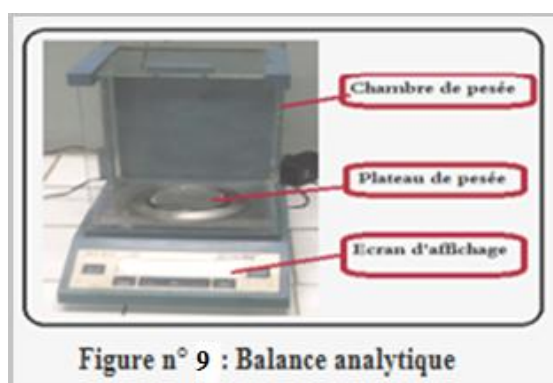 Chambre de pesée
Plateau de pesée
Ecran d'affichage
Figure n° 9 : Balance analytique